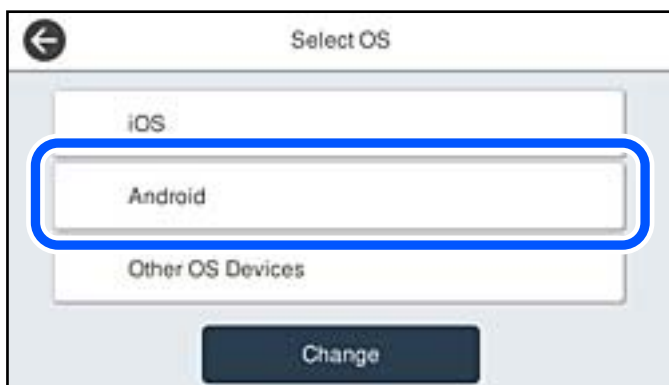 Select OS
iOS
Android
Other OS Devices
Change